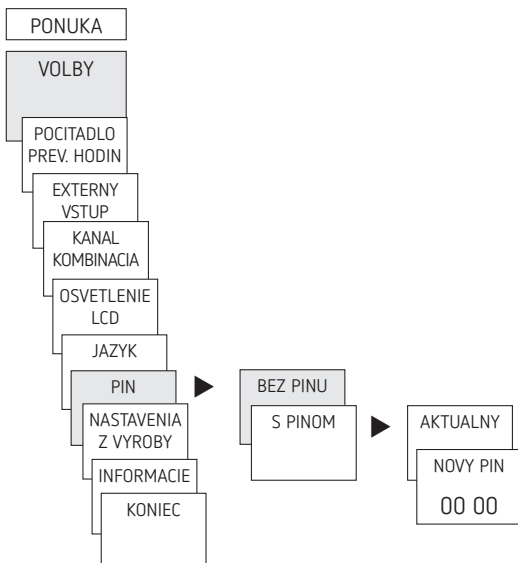 PONUKA
VOLBY
POCITADLO
PREV. HODIN
EXTERNY
VSTUP
KANAL
KOMBINACIA
OSVETLENIE
LCD
JAZYK
PIN
BEZ PINU
NASTAVENIA
Z VYROBY
S PINOM
AKTUALNY
INFORMACIE
NOVY PIN
KONIEC
00 00